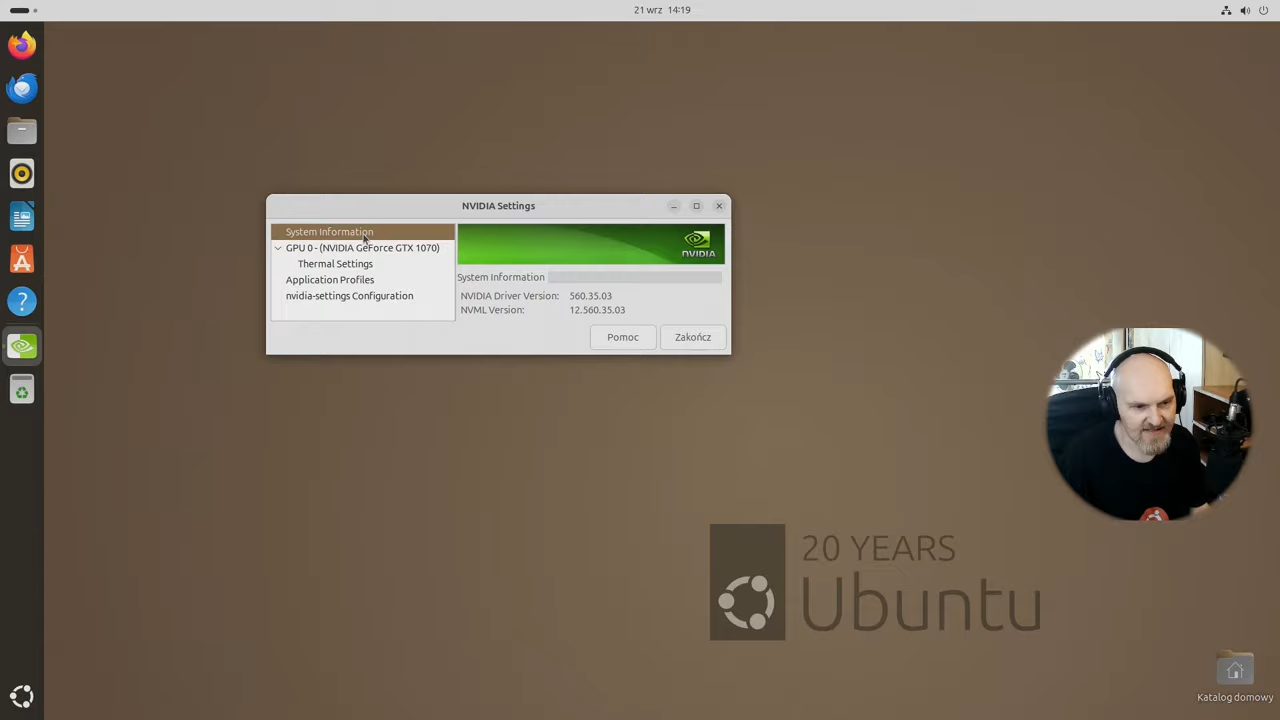 21 wrz 14:19
NVIDIA Settings
System Information
GPU 0 - (NVIDIA GeForce GTX 1070)
Thermal Settings
Application Profiles
nvidia-settings Configuration
NVIDIA
System Information
NVIDIA Driver Version: 560.35.03
NVML Version: 12.560.35.03
Pomoc
Zakończ
20 YEARS
Ubuntu
Katalog domowy